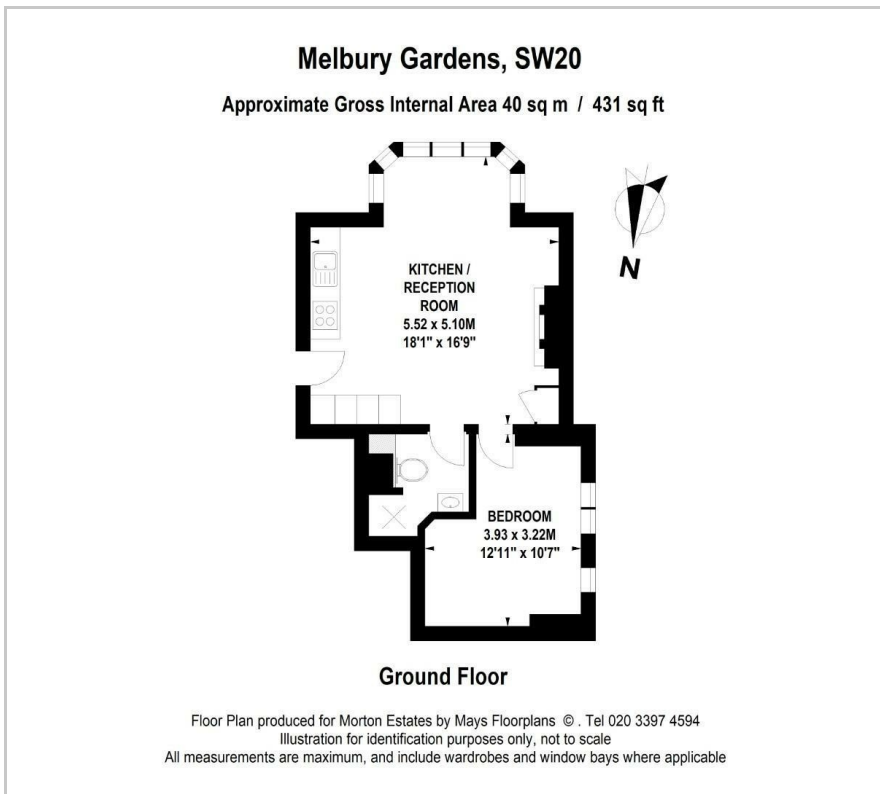 Melbury Gardens, SW20
Approximate Gross Internal Area 40 sq m / 431 sq ft
N
KITCHEN /
RECEPTION
ROOM
5.52 x 5.10M
18'1" x 16'9"
BEDROOM
3.93 x 3.22M
12'11" x 10'7"
Ground Floor
Floor Plan produced for Morton Estates by Mays Floorplans © . Tel 020 3397 4594
Illustration for identification purposes only, not to scale
All measurements are maximum, and include wardrobes and window bays where applicable